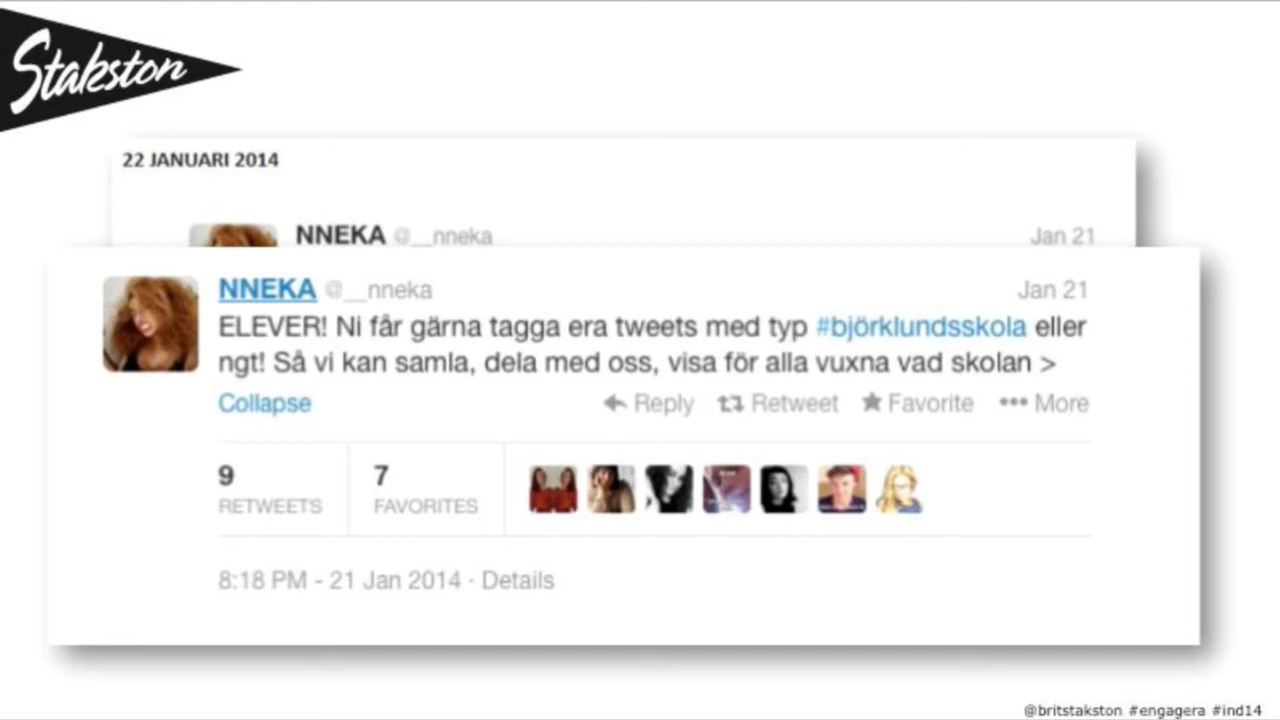 Stakston
22 JANUARI 2014
NNEKA @__nneka Jan 21
NNEKA @__nneka Jan 21
ELEVER! Ni får gärna tagga era tweets med typ #björklundsskola eller
ngt! Så vi kan samla, dela med oss, visa för alla vuxna vad skolan >
Collapse Reply Retweet Favorite More
9 7
RETWEETS FAVORITES
8:18 PM - 21 Jan 2014 · Details
@britstakston #engagera #ind14